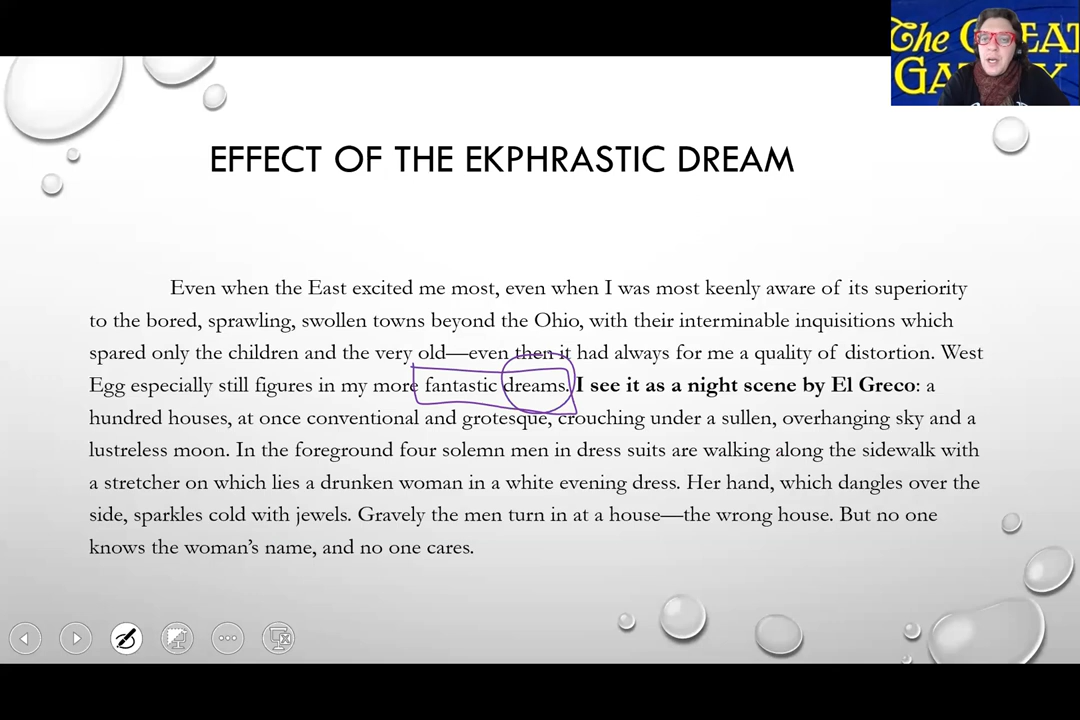 The GREAT
GA
EFFECT OF THE EKPHRASTIC DREAM
Even when the East excited me most, even when I was most keenly aware of its superiority
to the bored, sprawling, swollen towns beyond the Ohio, with their interminable inquisitions which
spared only the children and the very old—even then it had always for me a quality of distortion. West
Egg especially still figures in my more fantastic dreams. I see it as a night scene by El Greco: a
hundred houses, at once conventional and grotesque, crouching under a sullen, overhanging sky and a
lustreless moon. In the foreground four solemn men in dress suits are walking along the sidewalk with
a stretcher on which lies a drunken woman in a white evening dress. Her hand, which dangles over the
side, sparkles cold with jewels. Gravely the men turn in at a house—the wrong house. But no one
knows the woman's name, and no one cares.